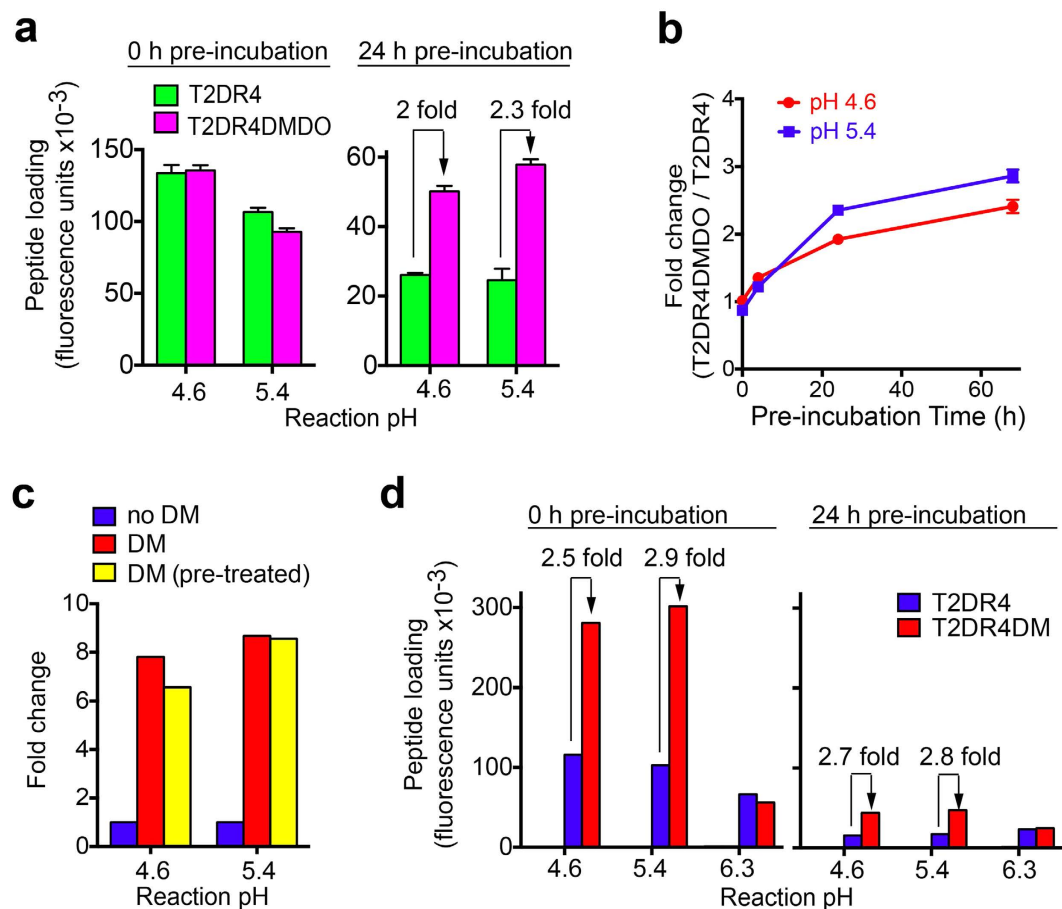 a
0 h pre-incubation
24 h pre-incubation
T2DR4
T2DR4DMDO
2 fold
2.3 fold
Peptide loading
(fluorescence units x10-3)
150
100
50
0
60
40
20
0
4.6
5.4
4.6
5.4
Reaction pH
b
pH 4.6
pH 5.4
Fold change
(T2DR4DMDO / T2DR4)
4
3
2
1
0
0
20
40
60
Pre-incubation Time (h)
c
no DM
DM
DM (pre-treated)
Fold change
10
8
6
4
2
0
4.6
5.4
Reaction pH
d
0 h pre-incubation
24 h pre-incubation
2.5 fold
2.9 fold
T2DR4
T2DR4DM
2.7 fold
2.8 fold
Peptide loading
(fluorescence units x10-3)
300
200
100
0
4.6
5.4
6.3
4.6
5.4
6.3
Reaction pH